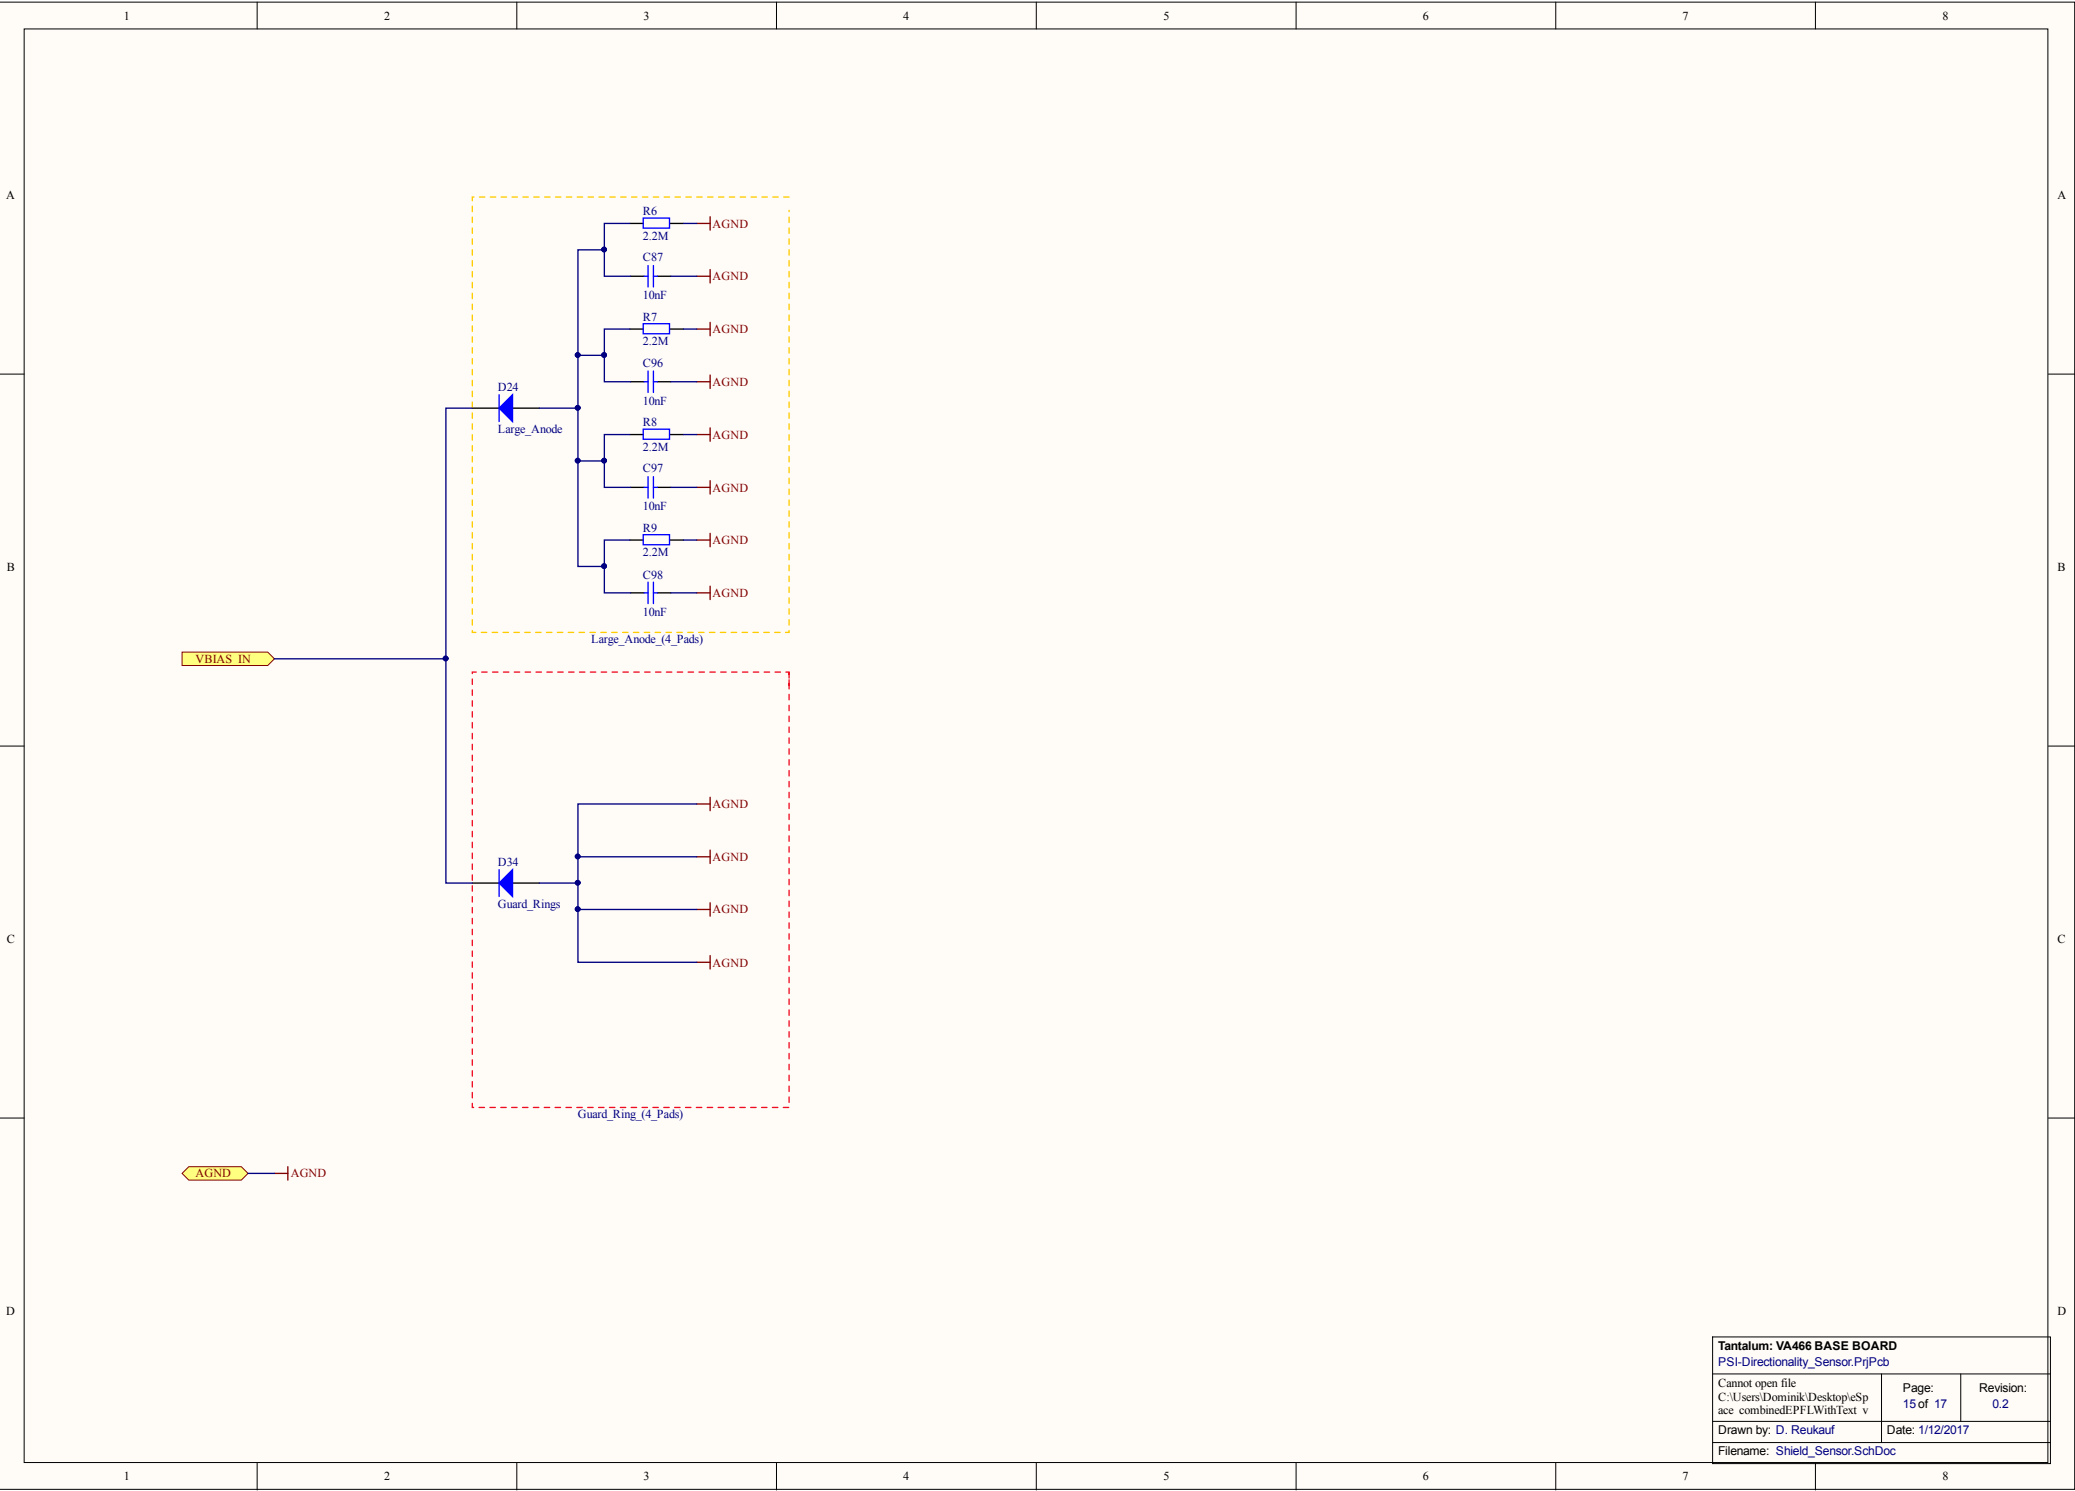 1 2 3 4 5 6 7 8
A A
R6
AGND
2.2M
C87
AGND
10nF
R7
AGND
2.2M
C96
AGND
10nF
D24
Large_Anode
R8
AGND
2.2M
C97
AGND
10nF
R9
AGND
2.2M
B B
C98
AGND
10nF
Large_Anode_(4_Pads)
VBIAS_IN
AGND
AGND
D34
Guard_Rings
AGND
C C
AGND
Guard_Ring_(4_Pads)
AGND AGND
D D
Tantalum: VA466 BASE BOARD
PSI-Directionality_Sensor.PrjPcb
Cannot open file
C:\Users\Dominik\Desktop\eSp
ace_combinedEPFLWithText_v
Page:
15 of 17
Revision:
0.2
Drawn by: D. Reukauf
Date: 1/12/2017
Filename: Shield_Sensor.SchDoc
1 2 3 4 5 6 7 8